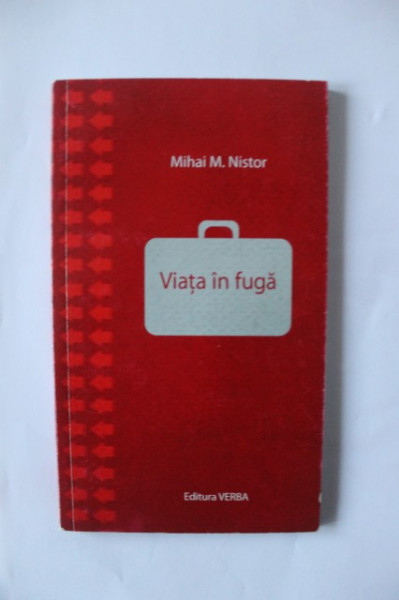 Mihai M. Nistor
Viața în fugă
Editura VERBA